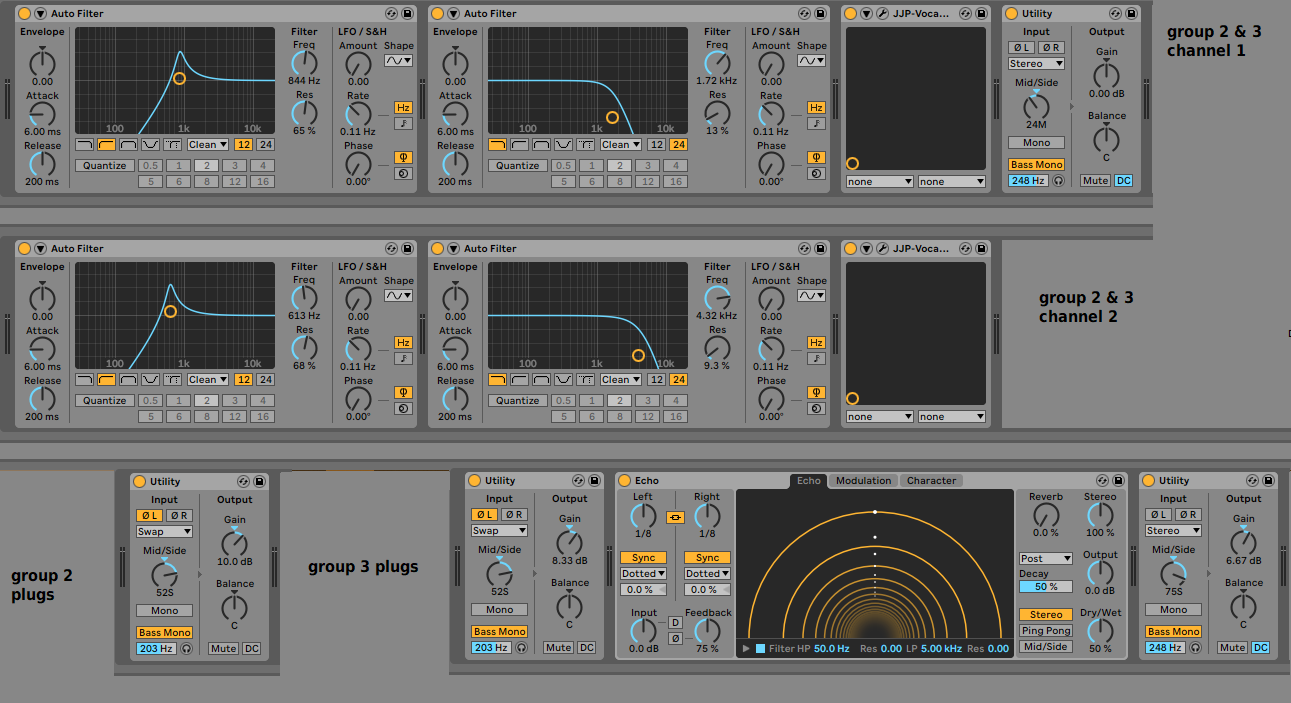 Auto Filter
Envelope
0.00
Attack
6.00 ms
Release
200 ms
100 1k 10k
Clean 12 24
Quantize 0.5 1 2 3 4
5 6 8 12 16
Filter
Freq
844 Hz
Res
65 %
LFO / S&H
Amount Shape
0.00
Rate
Hz
0.11 Hz
Phase
0.00°
Auto Filter
Envelope
0.00
Attack
6.00 ms
Release
200 ms
100 1k 10k
Clean 12 24
Quantize 0.5 1 2 3 4
5 6 8 12 16
Filter
Freq
1.72 kHz
Res
13 %
LFO / S&H
Amount Shape
0.00
Rate
Hz
0.11 Hz
Phase
0.00°
JJP-Voca...
none none
Utility
Input
Ø L Ø R
Stereo
Mid/Side
24M
Mono
Bass Mono
248 Hz
Output
Gain
0.00 dB
Balance
C
Mute DC
group 2 & 3
channel 1
Auto Filter
Envelope
0.00
Attack
6.00 ms
Release
200 ms
100 1k 10k
Clean 12 24
Quantize 0.5 1 2 3 4
5 6 8 12 16
Filter
Freq
613 Hz
Res
68 %
LFO / S&H
Amount Shape
0.00
Rate
Hz
0.11 Hz
Phase
0.00°
Auto Filter
Envelope
0.00
Attack
6.00 ms
Release
200 ms
100 1k 10k
Clean 12 24
Quantize 0.5 1 2 3 4
5 6 8 12 16
Filter
Freq
4.32 kHz
Res
9.3 %
LFO / S&H
Amount Shape
0.00
Rate
Hz
0.11 Hz
Phase
0.00°
JJP-Voca...
none none
group 2 & 3
channel 2
group 2
plugs
Utility
Input
Ø L Ø R
Swap
Mid/Side
52S
Mono
Bass Mono
203 Hz
Output
Gain
10.0 dB
Balance
C
Mute DC
group 3 plugs
Utility
Input
Ø L Ø R
Swap
Mid/Side
52S
Mono
Bass Mono
203 Hz
Output
Gain
8.33 dB
Balance
C
Mute DC
Echo
Left Right
1/8 1/8
Sync Sync
Dotted Dotted
0.0 % 0.0 %
Input D Feedback
Ø
0.0 dB 75 %
Echo Modulation Character
Filter HP 50.0 Hz Res 0.00 LP 5.00 kHz Res 0.00
Reverb Stereo
0.0 % 100 %
Post Output
Decay
50 % 0.0 dB
Stereo Dry/Wet
Ping Pong
Mid/Side 50 %
Utility
Input
Ø L Ø R
Stereo
Mid/Side
75S
Mono
Bass Mono
248 Hz
Output
Gain
6.67 dB
Balance
C
Mute DC